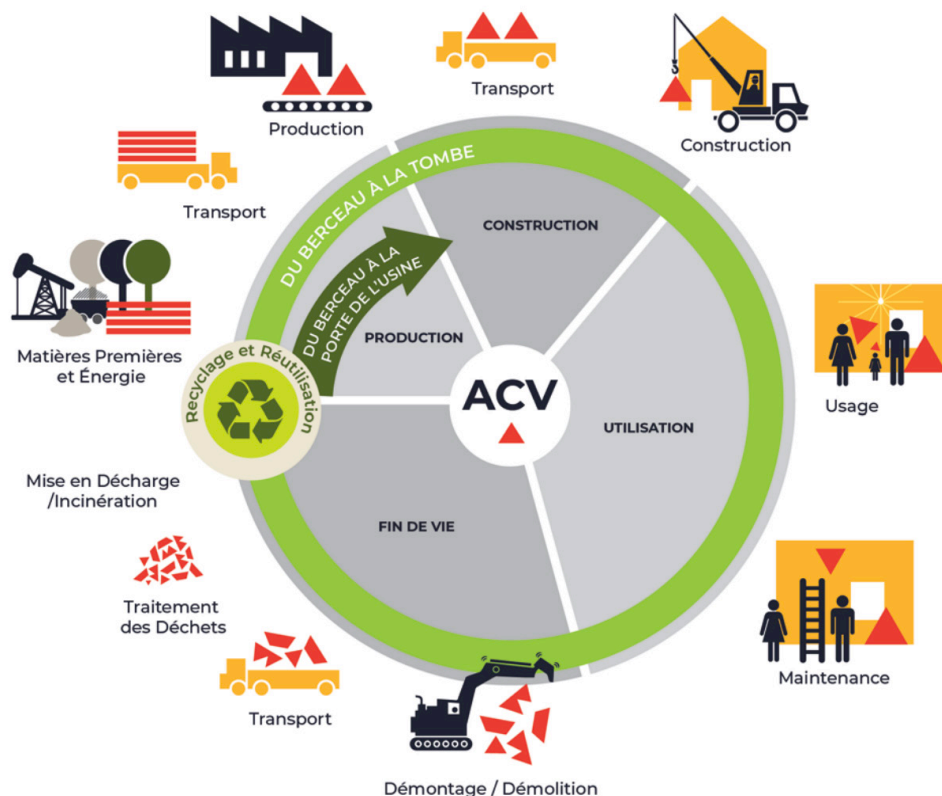 Production
Transport
Construction
Transport
Matières Premières
et Énergie
DU BERCEAU À LA TOMBE
DU BERCEAU À LA
PORTE DE L'USINE
CONSTRUCTION
PRODUCTION
Recyclage et Réutilisation
ACV
UTILISATION
FIN DE VIE
Usage
Maintenance
Démontage / Démolition
Transport
Traitement
des Déchets
Mise en Décharge
/Incinération